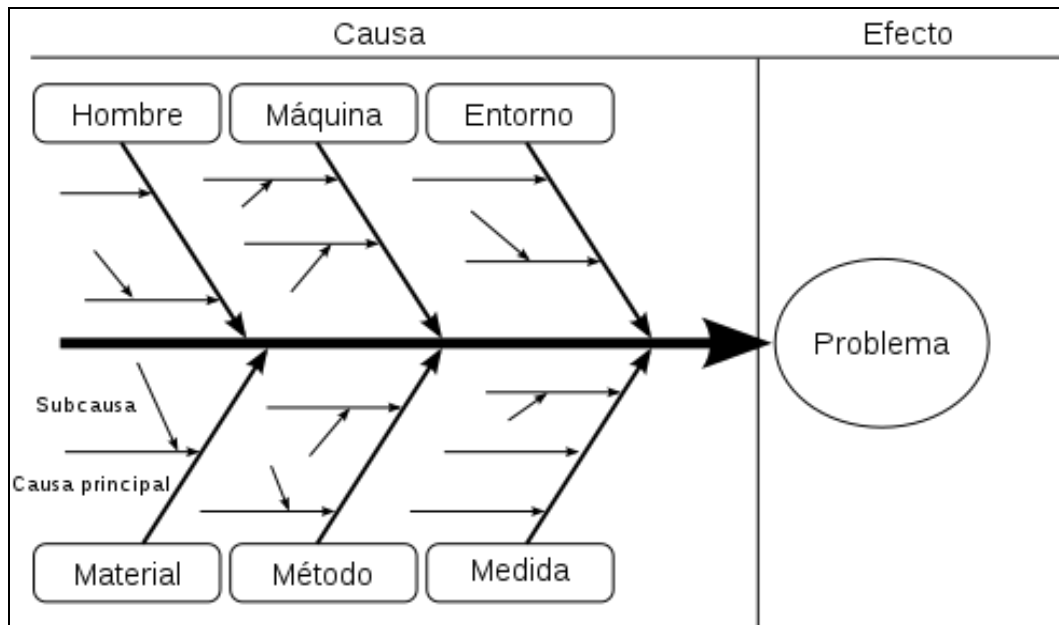 Causa
Efecto
Hombre
Máquina
Entorno
Problema
Subcausa
Causa principal
Material
Método
Medida